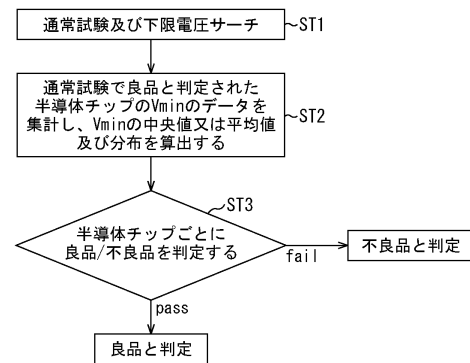 通常試験及び下限電圧サーチ
ST1
通常試験で良品と判定された
半導体チップのVminのデータを
集計し、Vminの中央値又は平均値
及び分布を算出する
ST2
ST3
半導体チップごとに
良品/不良品を判定する
fail
不良品と判定
pass
良品と判定